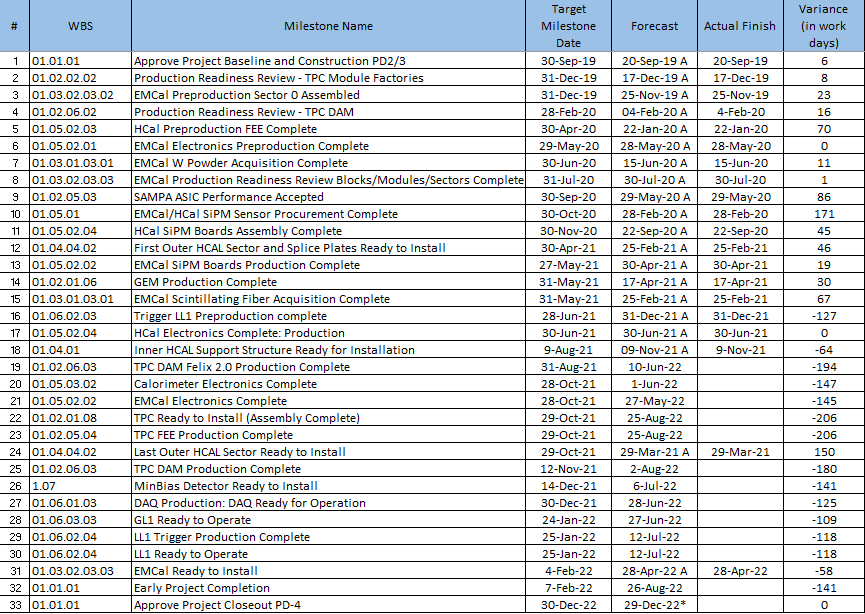 # WBS Milestone Name Target Milestone Date Forecast Actual Finish Variance (in work days)
1 01.01.01 Approve Project Baseline and Construction PD2/3 30-Sep-19 20-Sep-19 A 20-Sep-19 6
2 01.02.02.02 Production Readiness Review - TPC Module Factories 31-Dec-19 17-Dec-19 A 17-Dec-19 8
3 01.03.02.03.02 EMCal Preproduction Sector 0 Assembled 31-Dec-19 25-Nov-19 A 25-Nov-19 23
4 01.02.06.02 Production Readiness Review - TPC DAM 28-Feb-20 04-Feb-20 A 4-Feb-20 16
5 01.05.02.03 HCal Preproduction FEE Complete 30-Apr-20 22-Jan-20 A 22-Jan-20 70
6 01.05.02.01 EMCal Electronics Preproduction Complete 29-May-20 28-May-20 A 28-May-20 0
7 01.03.01.03.01 EMCal W Powder Acquisition Complete 30-Jun-20 15-Jun-20 A 15-Jun-20 11
8 01.03.02.03.03 EMCal Production Readiness Review Blocks/Modules/Sectors Complete 31-Jul-20 30-Jul-20 A 30-Jul-20 1
9 01.02.05.03 SAMPA ASIC Performance Accepted 30-Sep-20 29-May-20 A 29-May-20 86
10 01.05.01 EMCal/HCal SiPM Sensor Procurement Complete 30-Oct-20 28-Feb-20 A 28-Feb-20 171
11 01.05.02.04 HCal SiPM Boards Assembly Complete 30-Nov-20 22-Sep-20 A 22-Sep-20 45
12 01.04.04.02 First Outer HCAL Sector and Splice Plates Ready to Install 30-Apr-21 25-Feb-21 A 25-Feb-21 46
13 01.05.02.02 EMCal SiPM Boards Production Complete 27-May-21 30-Apr-21 A 30-Apr-21 19
14 01.02.01.06 GEM Production Complete 31-May-21 17-Apr-21 A 17-Apr-21 30
15 01.03.01.03.01 EMCal Scintillating Fiber Acquisition Complete 31-May-21 25-Feb-21 A 25-Feb-21 67
16 01.06.02.03 Trigger LL1 Preproduction complete 28-Jun-21 31-Dec-21 A 31-Dec-21 -127
17 01.05.02.04 HCal Electronics Complete: Production 30-Jun-21 30-Jun-21 A 30-Jun-21 0
18 01.04.01 Inner HCAL Support Structure Ready for Installation 9-Aug-21 09-Nov-21 A 9-Nov-21 -64
19 01.02.06.03 TPC DAM Felix 2.0 Production Complete 31-Aug-21 10-Jun-22 -194
20 01.05.03.02 Calorimeter Electronics Complete 28-Oct-21 1-Jun-22 -147
21 01.05.02.02 EMCal Electronics Complete 28-Oct-21 27-May-22 -145
22 01.02.01.08 TPC Ready to Install (Assembly Complete) 29-Oct-21 25-Aug-22 -206
23 01.02.05.04 TPC FEE Production Complete 29-Oct-21 25-Aug-22 -206
24 01.04.04.02 Last Outer HCAL Sector Ready to Install 29-Oct-21 29-Mar-21 A 29-Mar-21 150
25 01.02.06.03 TPC DAM Production Complete 12-Nov-21 2-Aug-22 -180
26 1.07 MinBias Detector Ready to Install 14-Dec-21 6-Jul-22 -141
27 01.06.01.03 DAQ Production: DAQ Ready for Operation 30-Dec-21 28-Jun-22 -125
28 01.06.03.03 GL1 Ready to Operate 24-Jan-22 27-Jun-22 -109
29 01.06.02.04 LL1 Trigger Production Complete 25-Jan-22 12-Jul-22 -118
30 01.06.02.04 LL1 Ready to Operate 25-Jan-22 12-Jul-22 -118
31 01.03.02.03.03 EMCal Ready to Install 4-Feb-22 28-Apr-22 A 28-Apr-22 -58
32 01.01.01 Early Project Completion 7-Feb-22 26-Aug-22 -141
33 01.01.01 Approve Project Closeout PD-4 30-Dec-22 29-Dec-22* 0